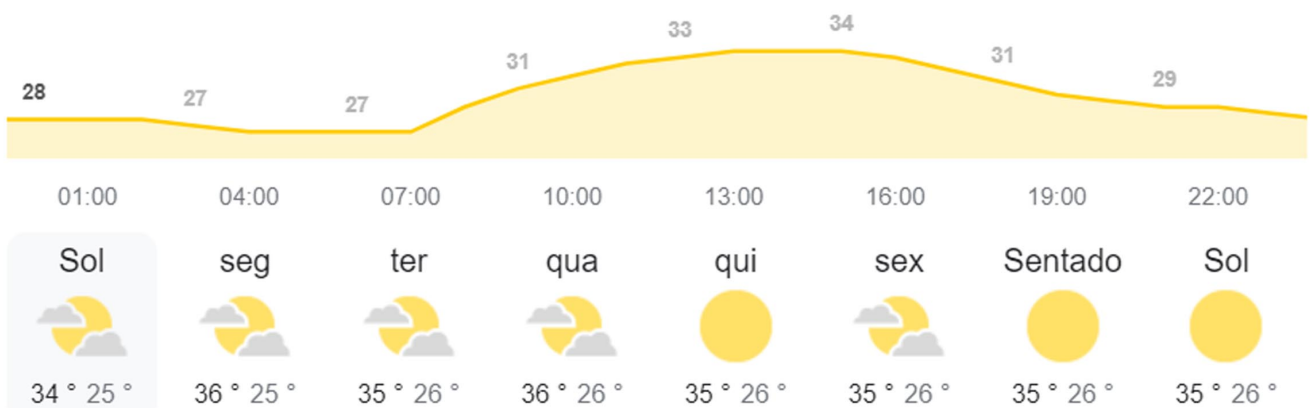 28 27 27 31 33 34 31 29
01:00 04:00 07:00 10:00 13:00 16:00 19:00 22:00
Sol seg ter qua qui sex Sentado Sol
34 ° 25 ° 36 ° 25 ° 35 ° 26 ° 36 ° 26 ° 35 ° 26 ° 35 ° 26 ° 35 ° 26 ° 35 ° 26 °